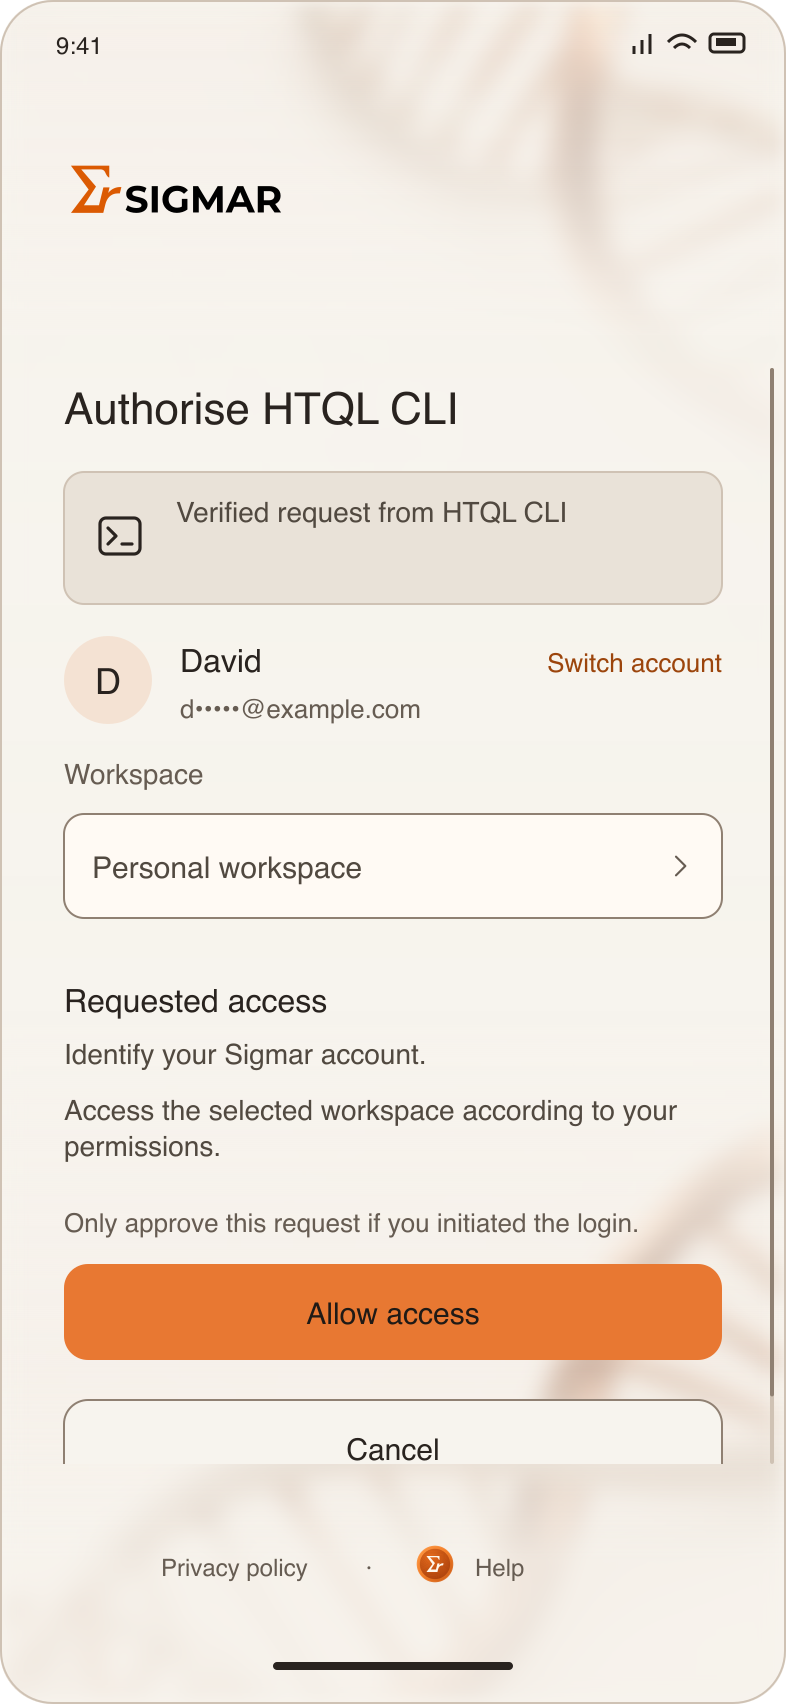 9:41
Σr SIGMAR
Authorise HTQL CLI
Verified request from HTQL CLI
D
David
Switch account
d•••••@example.com
Workspace
Personal workspace
Requested access
Identify your Sigmar account.
Access the selected workspace according to your
permissions.
Only approve this request if you initiated the login.
Allow access
Cancel
Privacy policy · Σr Help